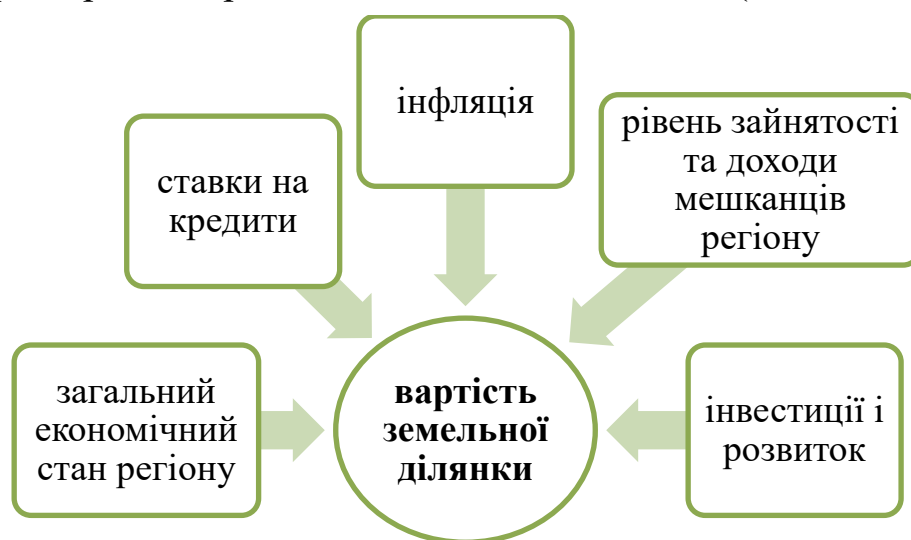 інфляція
рівень зайнятості
та доходи
мешканців
регіону
ставки на
кредити
загальний
економічний
стан регіону
вартість
земельної
ділянки
інвестиції і
розвиток